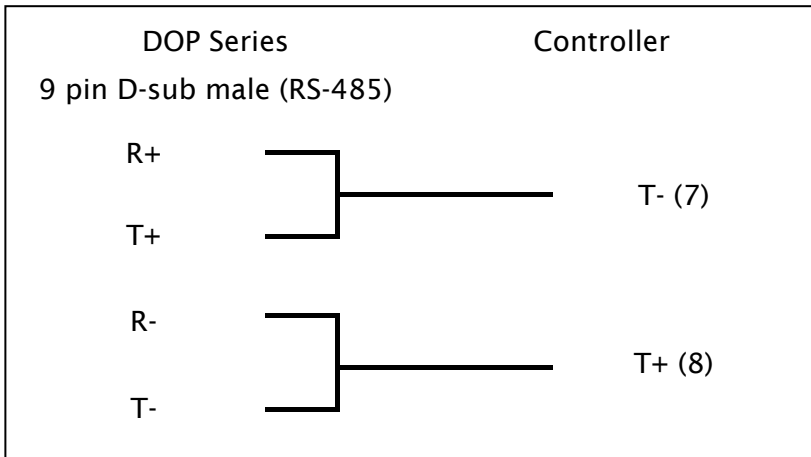 DOP Series Controller
9 pin D-sub male (RS-485)
R+
T- (7)
T+
R-
T+ (8)
T-